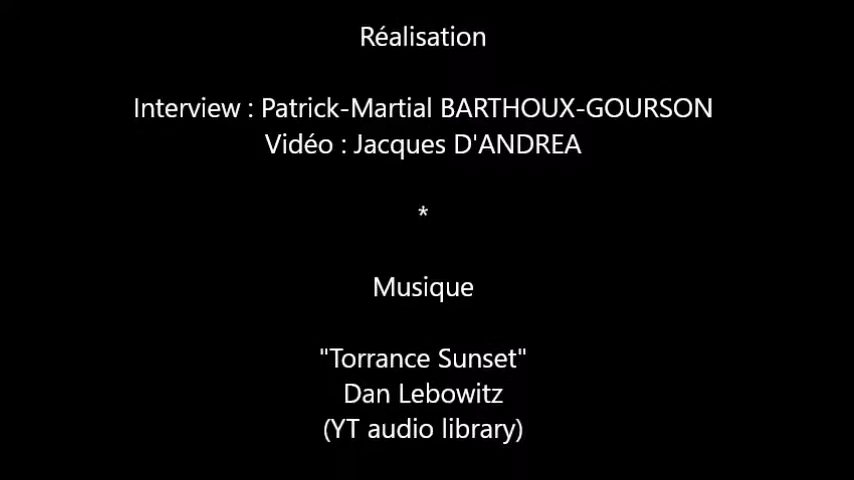 Réalisation
Interview : Patrick-Martial BARTHOUX-GOURSON
Vidéo : Jacques D'ANDREA
*
Musique
"Torrance Sunset"
Dan Lebowitz
(YT audio library)